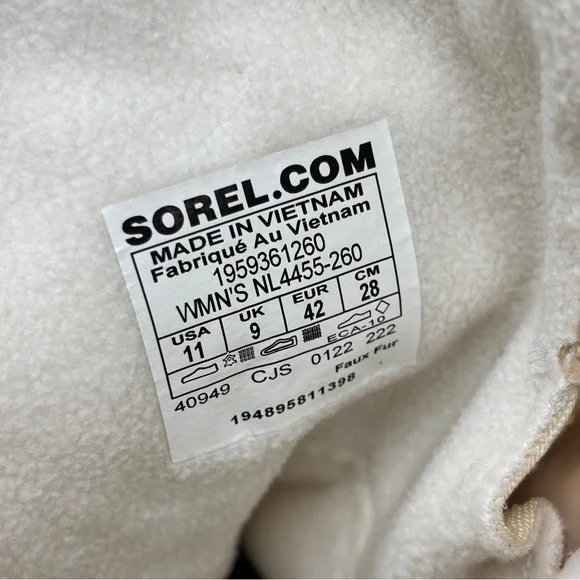 SOREL.COM
MADE IN VIETNAM
Fabriqué Au Vietnam
1959361260
WMN'S NL4455-260
USA UK EUR CM
11 9 42 28
ECA-10
40949 CJS 0122 222
Faux Fur
194895811398